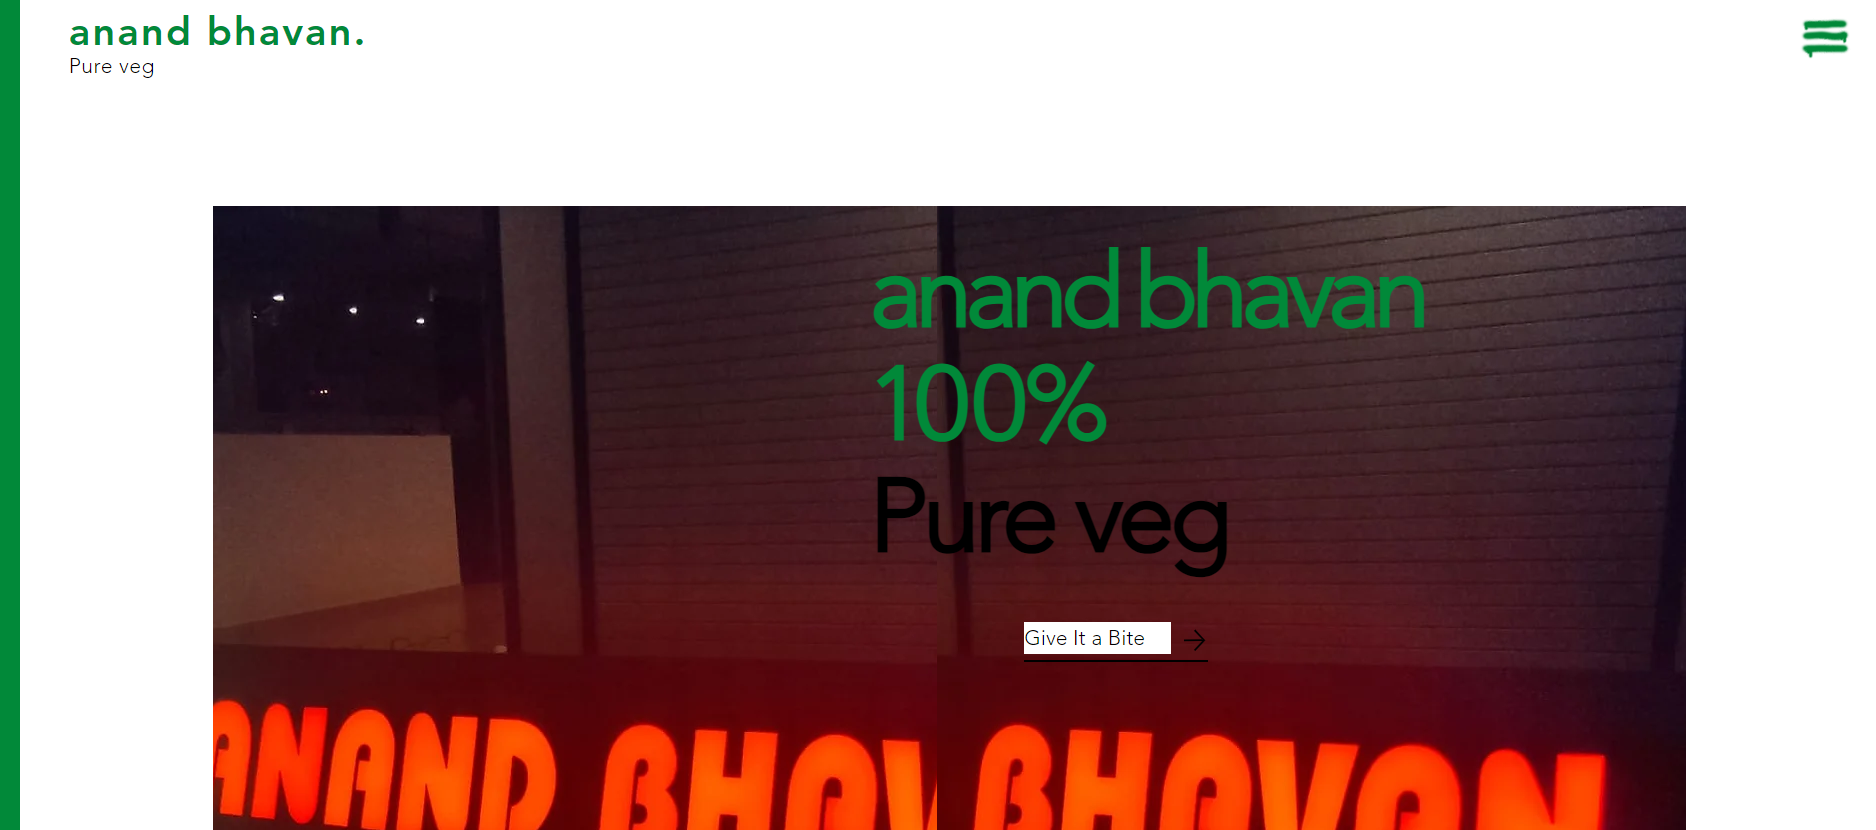 anand bhavan.
Pure veg
anand bhavan
100%
Pure veg
Give It a Bite
ANAND BHAV
BHAVAN